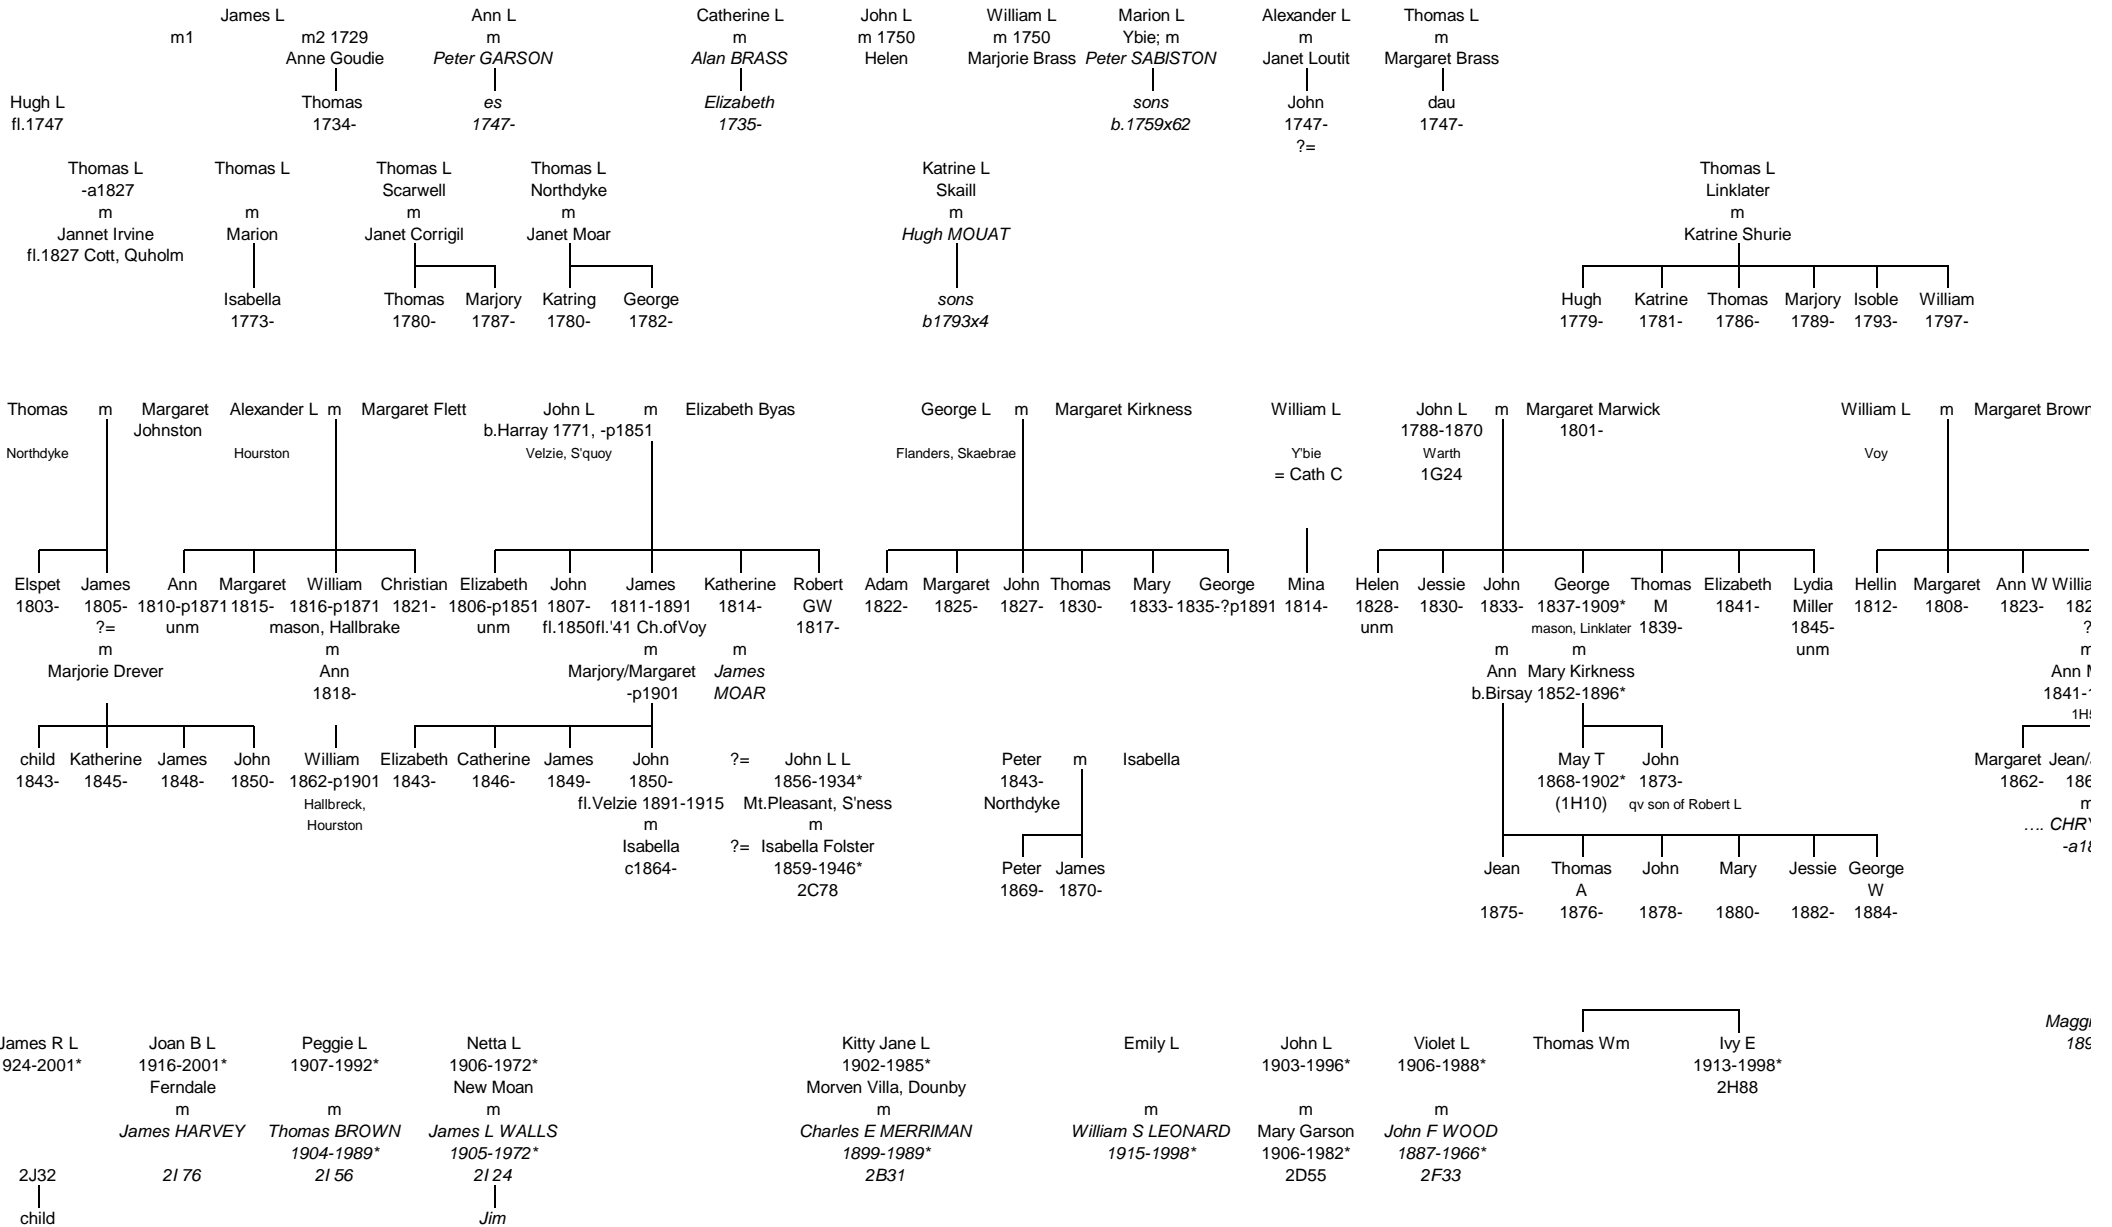 James L Ann L Catherine L John L William L Marion L Alexander L Thomas L
m1 m2 1729 m m m 1750 m 1750 Ybie; m m m
Anne Goudie Peter GARSON Alan BRASS Helen Marjorie Brass Peter SABISTON Janet Loutit Margaret Brass
Hugh L Thomas es Elizabeth sons John dau
fl.1747 1734- 1747- 1735- b.1759x62 1747- 1747-
?=
Thomas L Thomas L Thomas L Thomas L Katrine L Thomas L
-a1827 Scarwell Northdyke Skaill Linklater
m m m m m m
Jannet Irvine Marion Janet Corrigil Janet Moar Hugh MOUAT Katrine Shurie
fl.1827 Cott, Quholm
Isabella Thomas Marjory Katring George sons Hugh Katrine Thomas Marjory Isoble William
1773- 1780- 1787- 1780- 1782- b1793x4 1779- 1781- 1786- 1789- 1793- 1797-
Thomas m Margaret Alexander L m Margaret Flett John L m Elizabeth Byas George L m Margaret Kirkness William L John L m Margaret Marwick William L m Margaret Brown
Johnston b.Harray 1771, -p1851 1788-1870 1801-
Northdyke Hourston Velzie, S'quoy Flanders, Skaebrae Y'bie Warth Voy
= Cath C 1G24
Elspet James Ann Margaret William Christian Elizabeth John James Katherine Robert Adam Margaret John Thomas Mary George Mina Helen Jessie John George Thomas Elizabeth Lydia Hellin Margaret Ann W Willia
1803- 1805- 1810-p1871 1815- 1816-p1871 1821- 1806-p1851 1807- 1811-1891 1814- GW 1822- 1825- 1827- 1830- 1833- 1835-?p1891 1814- 1828- 1830- 1833- 1837-1909* M 1841- Miller 1812- 1808- 1823- 182
?= unm mason, Hallbrake unm fl.1850 fl.'41 Ch.ofVoy 1817- unm mason, Linklater 1839- 1845- ?
m m m m m m unm m
Marjorie Drever Ann Marjory/Margaret James Ann Mary Kirkness Ann M
1818- -p1901 MOAR b.Birsay 1852-1896* 1841-1
1H5
child Katherine James John William Elizabeth Catherine James John ?= John L L Peter m Isabella May T John Margaret Jean/
1843- 1845- 1848- 1850- 1862-p1901 1843- 1846- 1849- 1850- 1856-1934* 1843- 1868-1902* 1873- 1862- 186
Hallbreck, fl.Velzie 1891-1915 Mt.Pleasant, S'ness Northdyke (1H10) qv son of Robert L m
Hourston m m .... CHRY
Isabella ?= Isabella Folster -a18
c1864- 1859-1946* Peter James Jean Thomas John Mary Jessie George
2C78 1869- 1870- A W
1875- 1876- 1878- 1880- 1882- 1884-
Maggi
James R L Joan B L Peggie L Netta L Kitty Jane L Emily L John L Violet L Thomas Wm Ivy E 189
924-2001* 1916-2001* 1907-1992* 1906-1972* 1902-1985* 1903-1996* 1906-1988* 1913-1998*
Ferndale New Moan Morven Villa, Dounby 2H88
m m m m m m m
James HARVEY Thomas BROWN James L WALLS Charles E MERRIMAN William S LEONARD Mary Garson John F WOOD
1904-1989* 1905-1972* 1899-1989* 1915-1998* 1906-1982* 1887-1966*
2J32 2I 76 2I 56 2I 24 2B31 2D55 2F33
child Jim